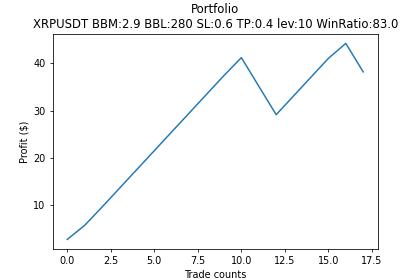 Portfolio
XRPUSDT BBM:2.9 BBL:280 SL:0.6 TP:0.4 lev:10 WinRatio:83.0
40
30
20
10
Profit ($)
0.0 2.5 5.0 7.5 10.0 12.5 15.0 17.5
Trade counts